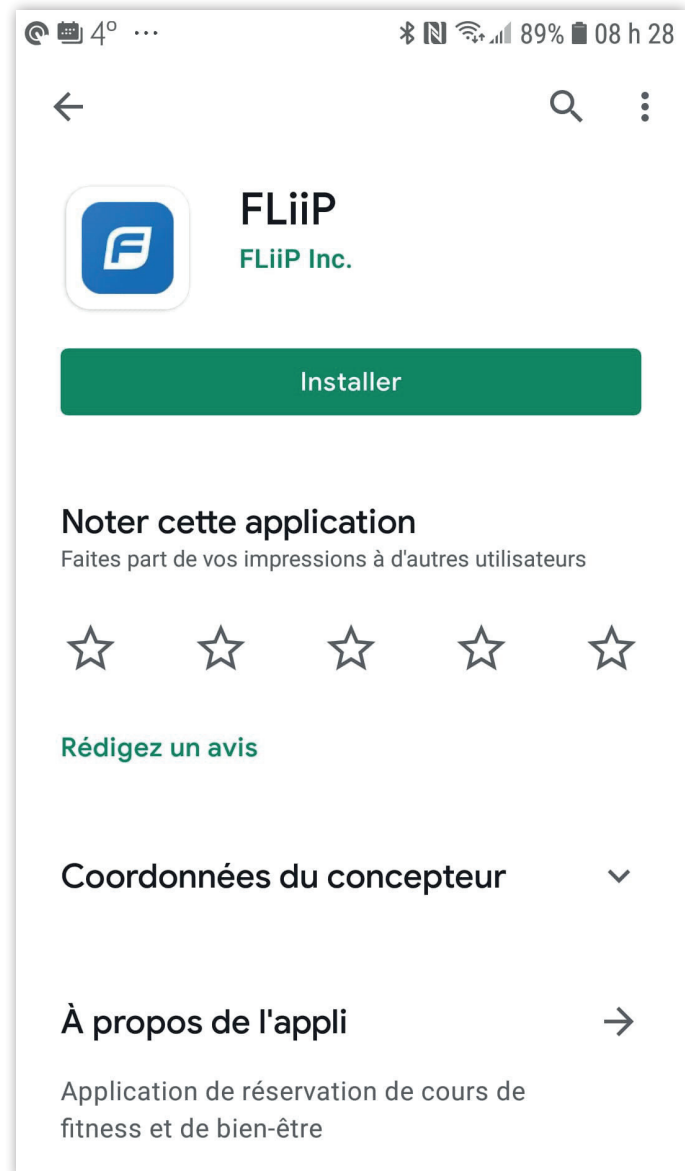 4° ... 89% 08 h 28
FLiiP
FLiiP Inc.
Installer
Noter cette application
Faites part de vos impressions à d'autres utilisateurs
Rédigez un avis
Coordonnées du concepteur
À propos de l'appli
Application de réservation de cours de
fitness et de bien-être